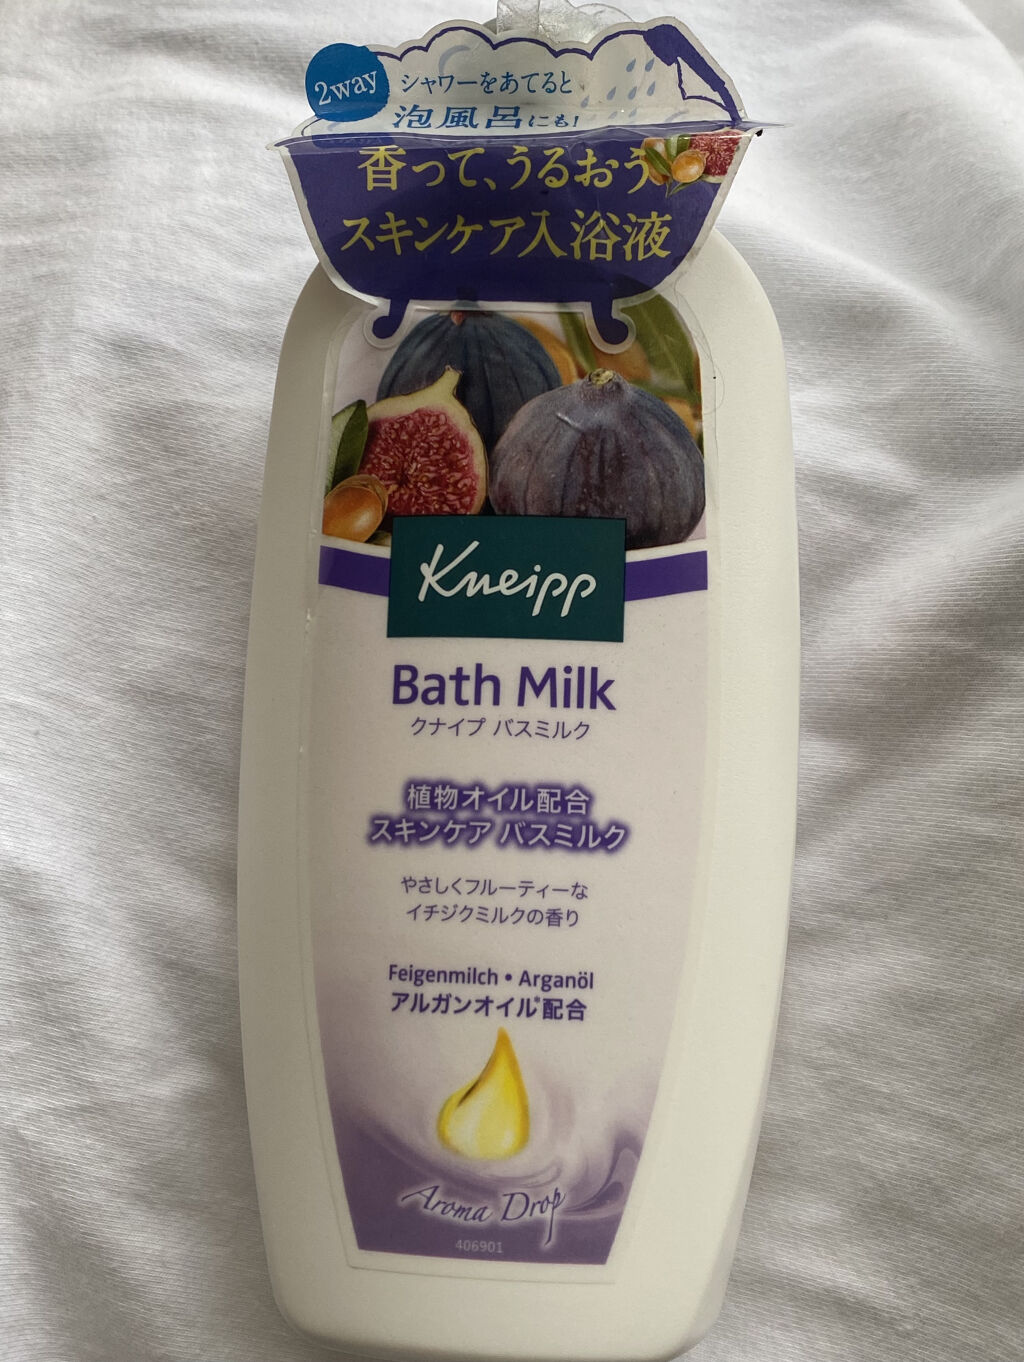 2way
シャワーをあてると
泡風呂にも!
香って、うるおう
スキンケア入浴液
Kneipp
Bath Milk
クナイプ バスミルク
植物オイル配合
スキンケア バスミルク
やさしくフルーティーな
イチジクミルクの香り
Feigenmilch • Arganöl
アルガンオイル*配合
Aroma Drop
406901